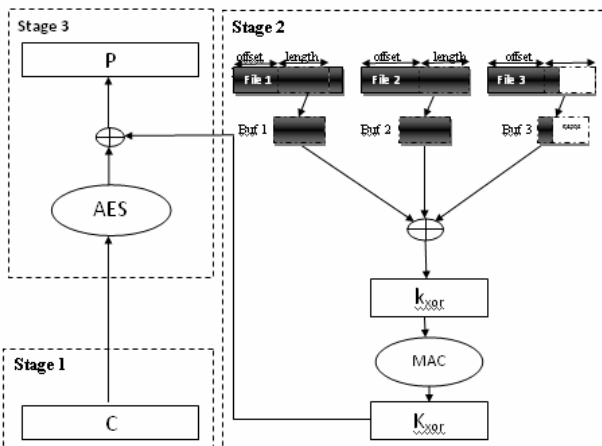 Stage 3
P
AES
Stage 1
C
Stage 2
offset length offset length offset
File 1 File 2 File 3
Buf 1 Buf 2 Buf 3
kxor
MAC
Kxor